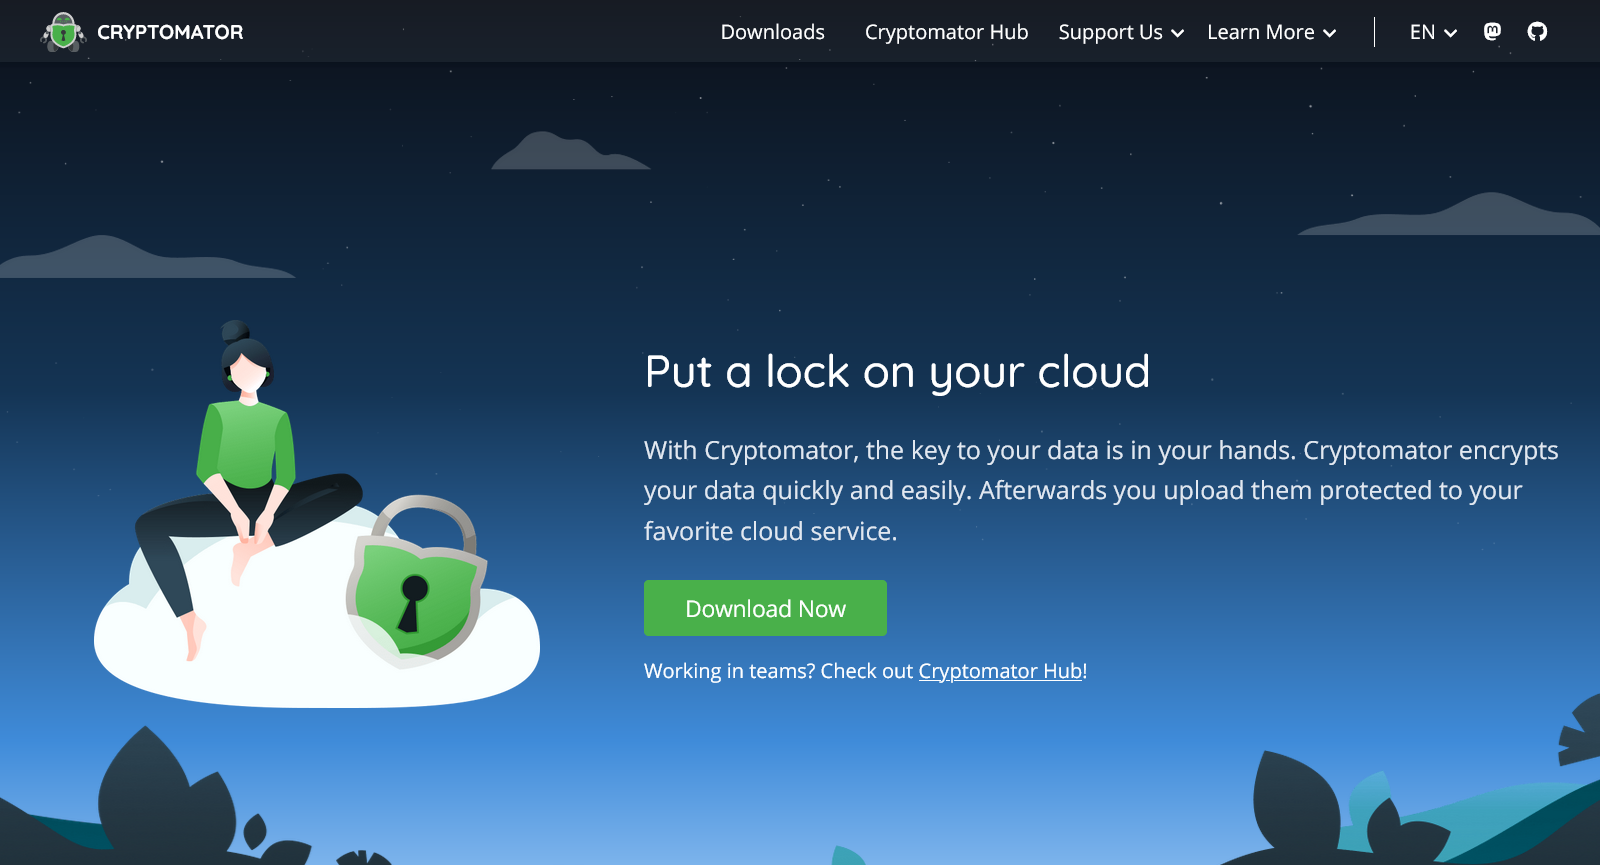 CRYPTOMATOR
Downloads
Cryptomator Hub
Support Us
Learn More
EN
Put a lock on your cloud
With Cryptomator, the key to your data is in your hands. Cryptomator encrypts
your data quickly and easily. Afterwards you upload them protected to your
favorite cloud service.
Download Now
Working in teams? Check out Cryptomator Hub!